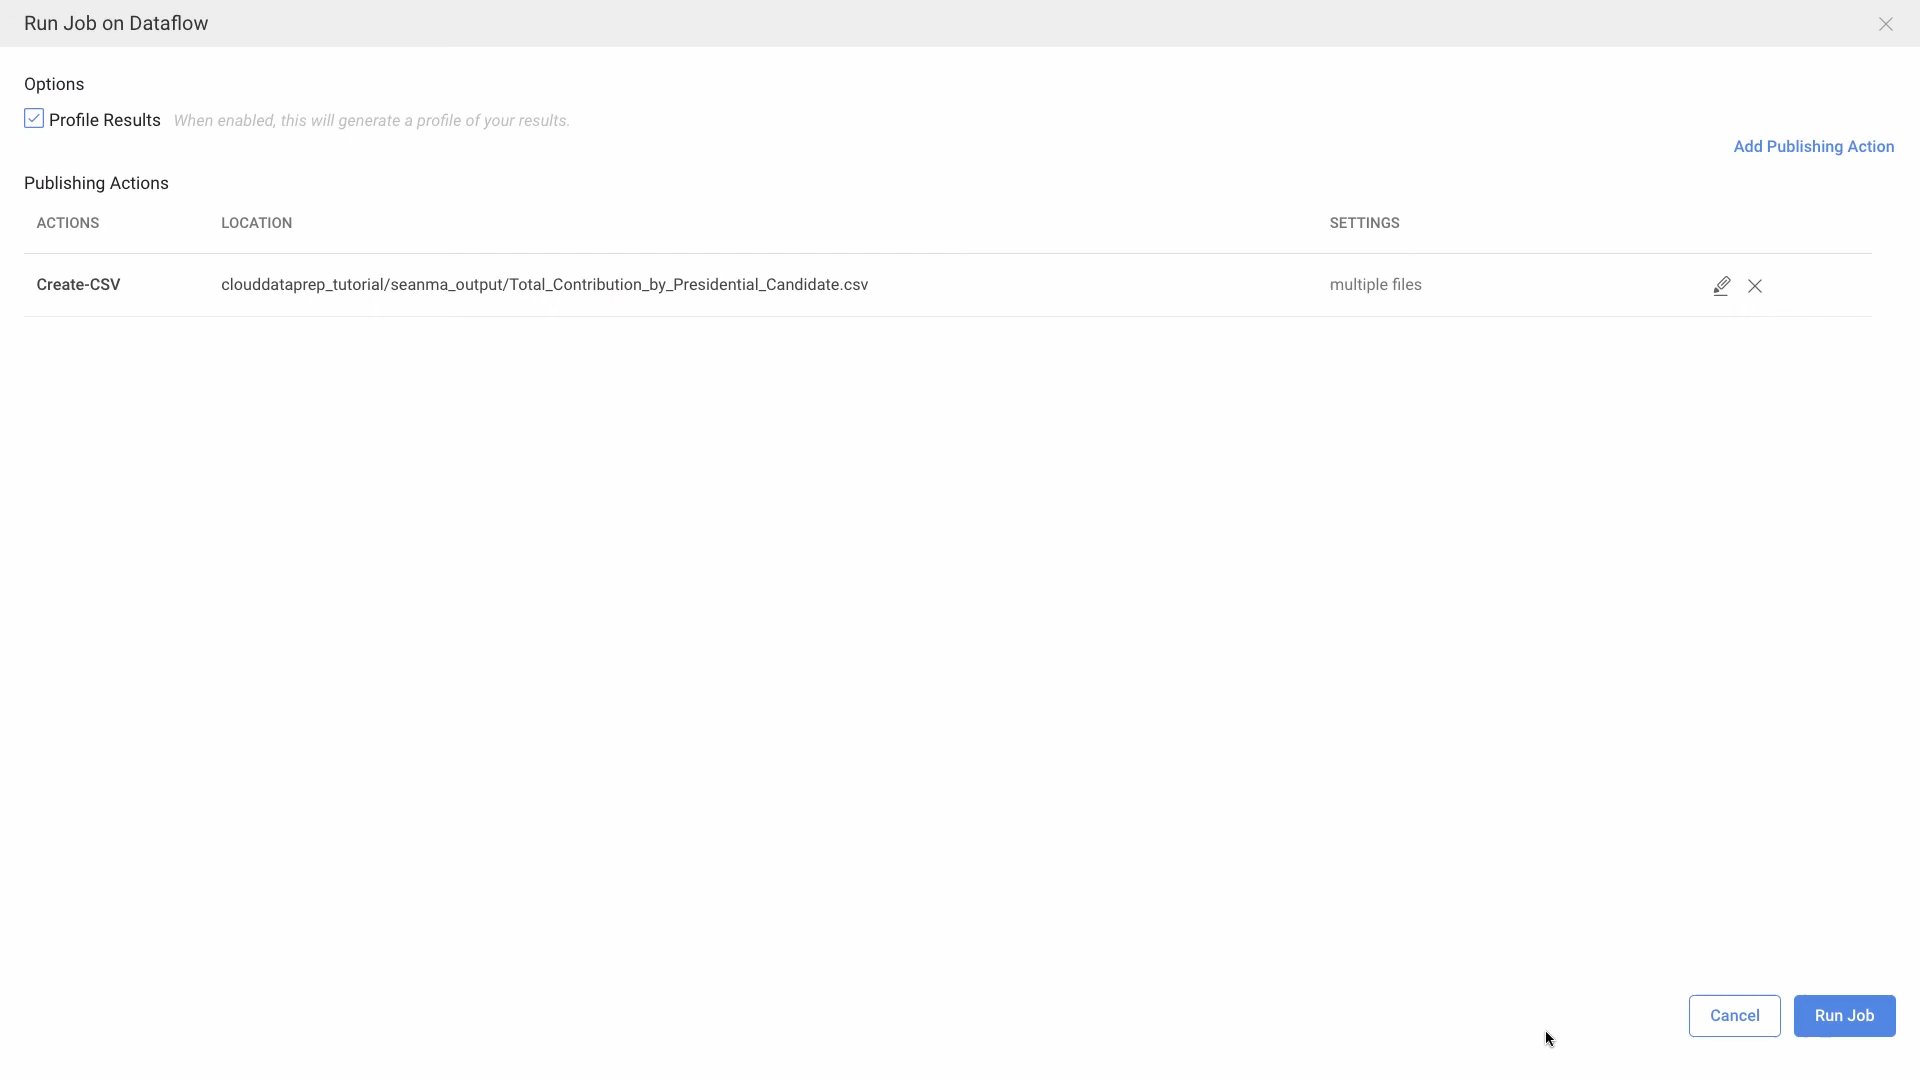 Run Job on Dataflow
Options
Profile Results When enabled, this will generate a profile of your results.
Add Publishing Action
Publishing Actions
ACTIONS LOCATION SETTINGS
Create-CSV clouddataprep_tutorial/seanma_output/Total_Contribution_by_Presidential_Candidate.csv multiple files
Cancel Run Job